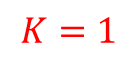 K = 1